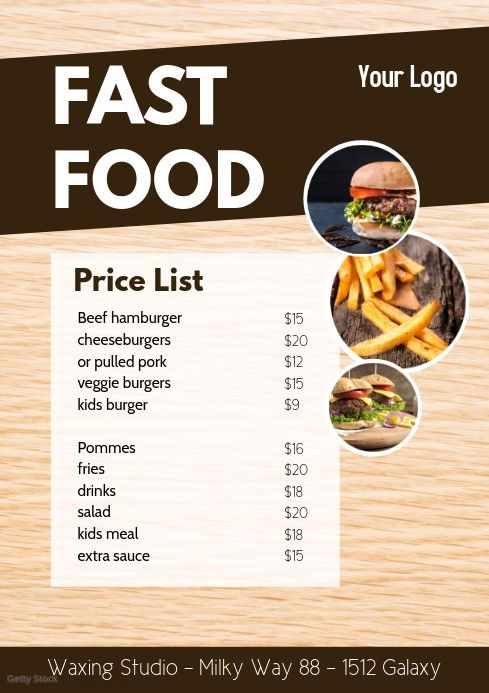 FAST
FOOD
Your Logo
Price List
Beef hamburger $15
cheeseburgers $20
or pulled pork $12
veggie burgers $15
kids burger $9
Pommes $16
fries $20
drinks $18
salad $20
kids meal $18
extra sauce $15
Waxing Studio - Milky Way 88 - 1512 Galaxy
Getty Stock